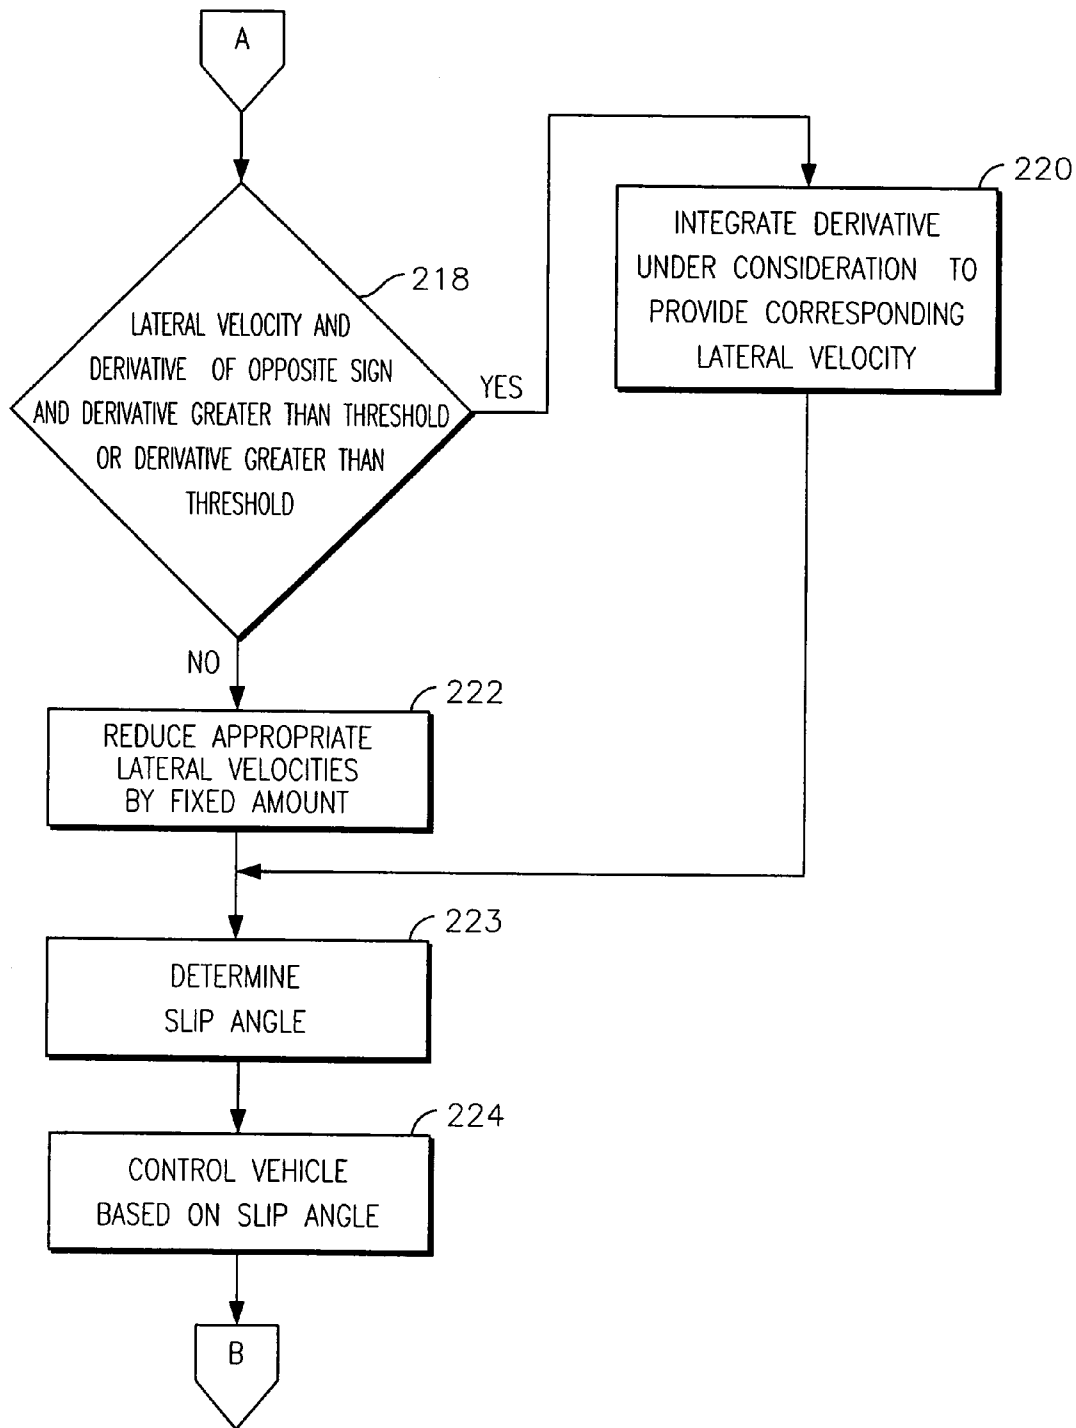 A
218
LATERAL VELOCITY AND
DERIVATIVE OF OPPOSITE SIGN
AND DERIVATIVE GREATER THAN THRESHOLD
OR DERIVATIVE GREATER THAN
THRESHOLD
YES
220
INTEGRATE DERIVATIVE
UNDER CONSIDERATION TO
PROVIDE CORRESPONDING
LATERAL VELOCITY
NO
222
REDUCE APPROPRIATE
LATERAL VELOCITIES
BY FIXED AMOUNT
223
DETERMINE
SLIP ANGLE
224
CONTROL VEHICLE
BASED ON SLIP ANGLE
B